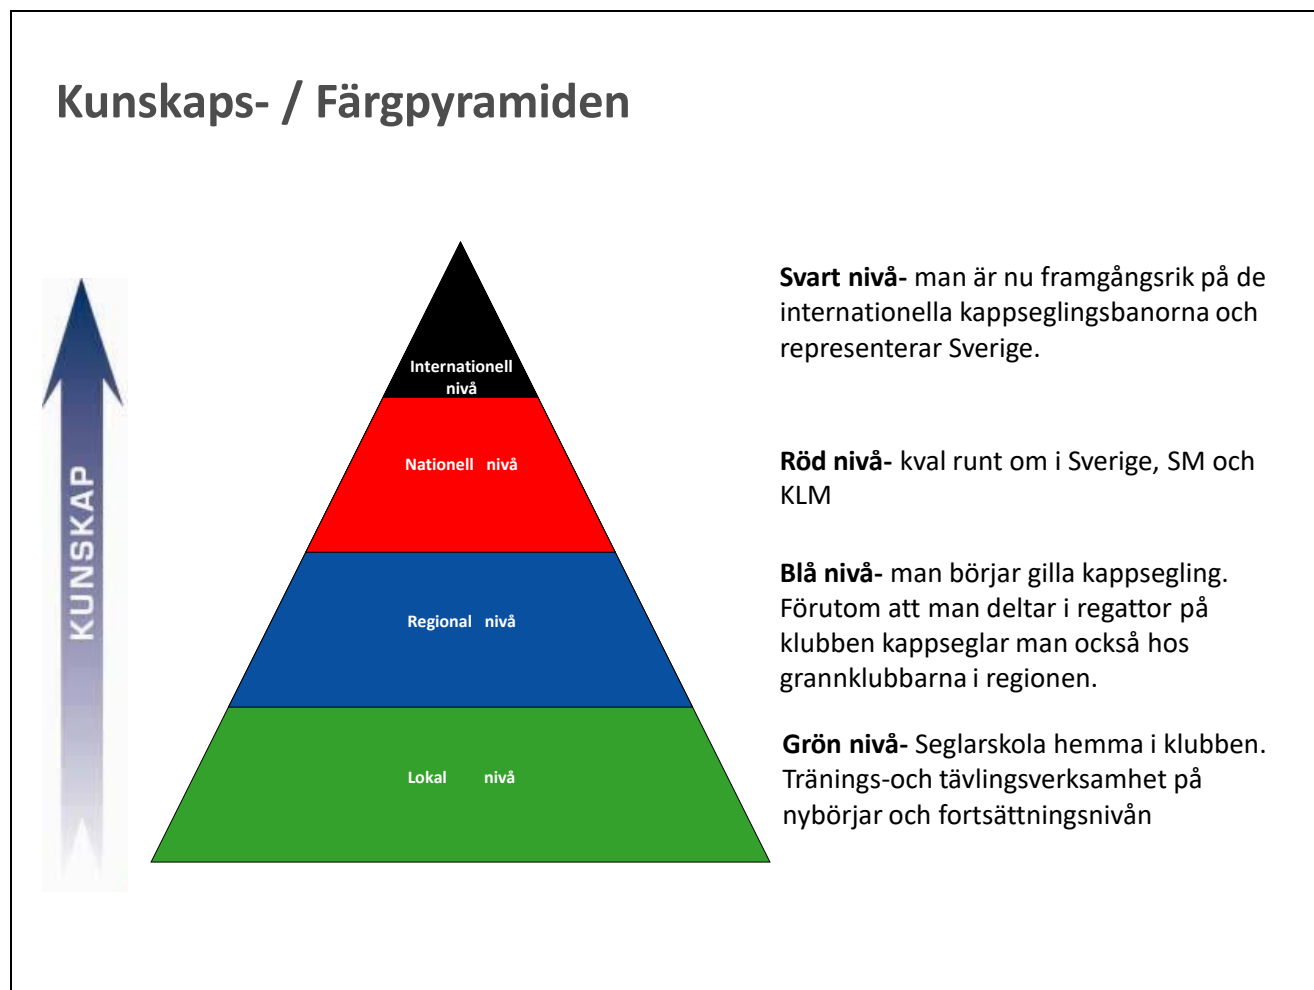 Kunskaps- / Färgpyramiden
KUNSKAP
Internationell
nivå
Nationell nivå
Regional nivå
Lokal nivå
Svart nivå- man är nu framgångsrik på de
internationella kappseglingsbanorna och
representerar Sverige.
Röd nivå- kval runt om i Sverige, SM och
KLM
Blå nivå- man börjar gilla kappsegling.
Förutom att man deltar i regattor på
klubben kappseglar man också hos
grannklubbarna i regionen.
Grön nivå- Seglarskola hemma i klubben.
Tränings-och tävlingsverksamhet på
nybörjar och fortsättningsnivån